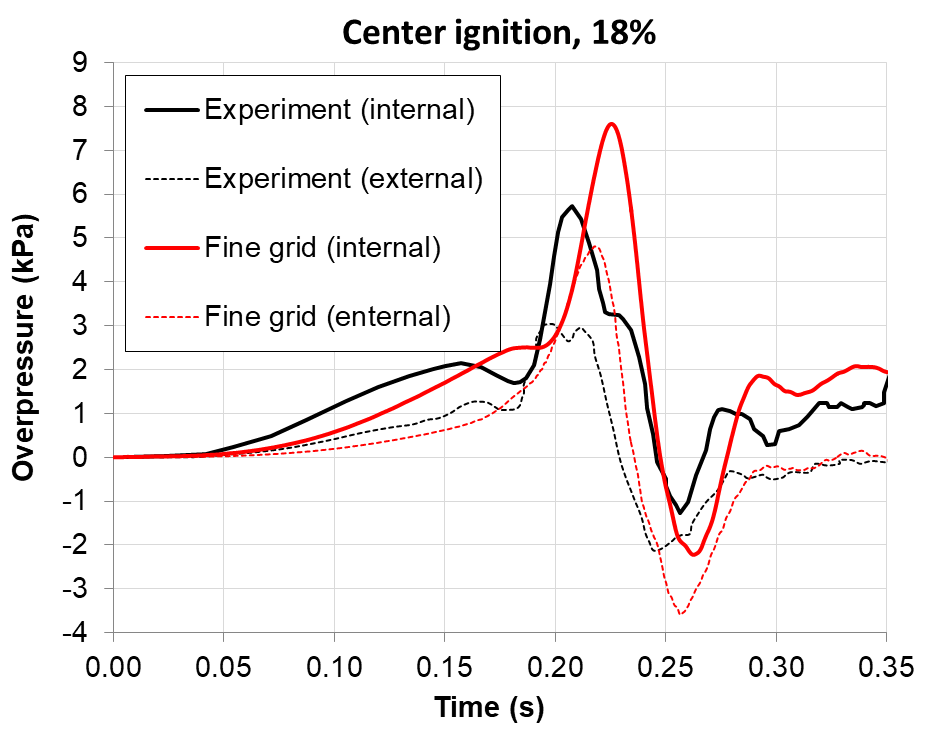 Center ignition, 18%
9
8
7
6
5
4
3
2
1
0
-1
-2
-3
-4
Overpressure (kPa)
Experiment (internal)
Experiment (external)
Fine grid (internal)
Fine grid (enternal)
0.00 0.05 0.10 0.15 0.20 0.25 0.30 0.35
Time (s)